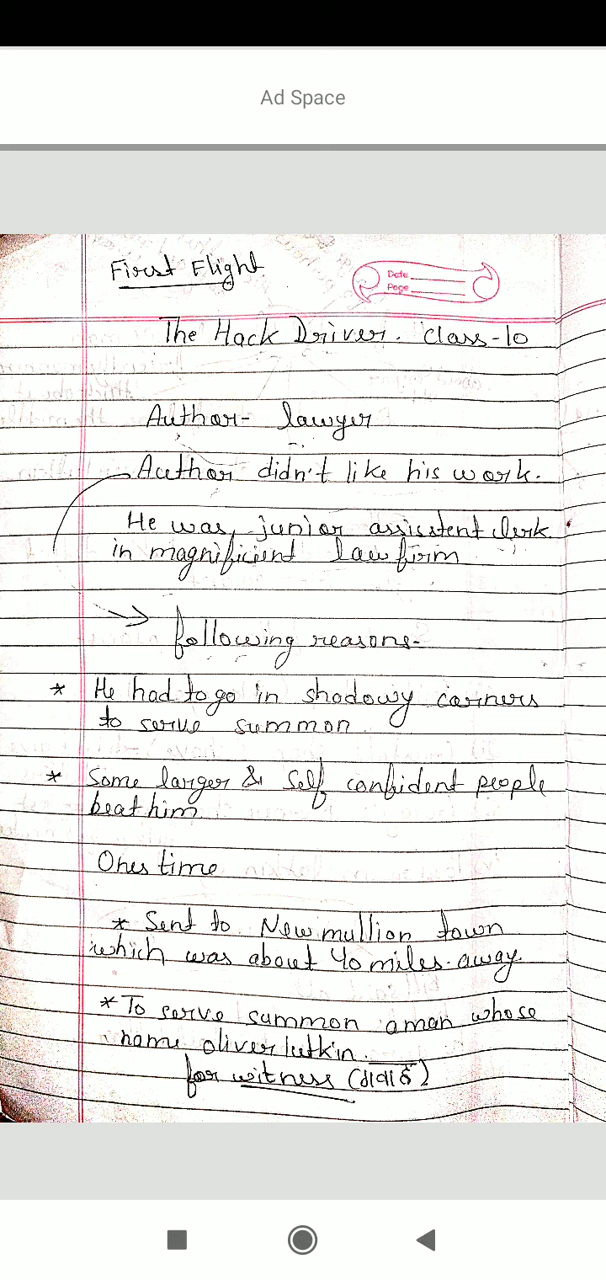 Ad Space
First Flight
Date
Page
The Hack Driver. Class-10
Author- lawyer
Author didn't like his work.
He was, junior assisstent clerk
in magnificient law firm
following reasons-
* He had to go in shadowy corners
to serve summon
* Some larger & Self confident people
beat him
Ones time
* Sent to New mullion town
which was about 40 miles. away.
* To serve summon a man whose
name oliver lutkin.
for witness